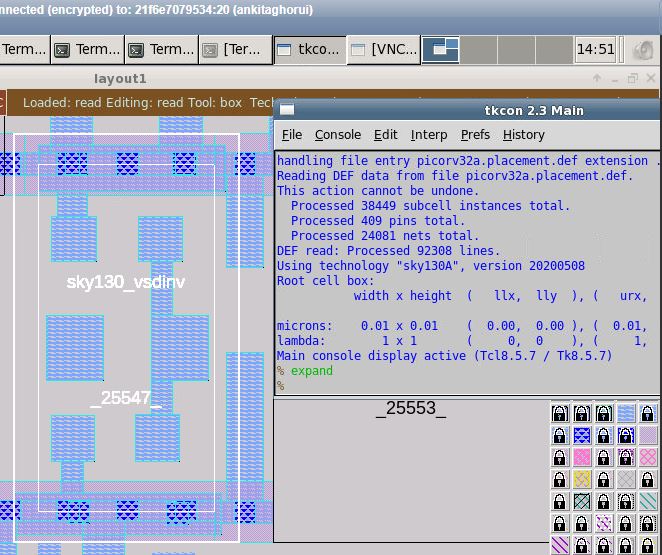 nnected (encrypted) to: 21f6e7079534:20 (ankitaghorui)
Term... Term... Term... [Ter... tkco... [VNC... 14:51
layout1
Loaded: read Editing: read Tool: box Tech
tkcon 2.3 Main
File Console Edit Interp Prefs History
handling file entry picorv32a.placement.def extension .
Reading DEF data from file picorv32a.placement.def.
This action cannot be undone.
Processed 38449 subcell instances total.
Processed 409 pins total.
Processed 24081 nets total.
DEF read: Processed 92308 lines.
Using technology "sky130A", version 20200508
Root cell box:
width x height ( llx, lly ), ( urx,
microns: 0.01 x 0.01 ( 0.00, 0.00 ), ( 0.01,
lambda: 1 x 1 ( 0, 0 ), ( 1,
Main console display active (Tcl8.5.7 / Tk8.5.7)
% expand
%
sky130_vsdinv
_25547_
_25553_